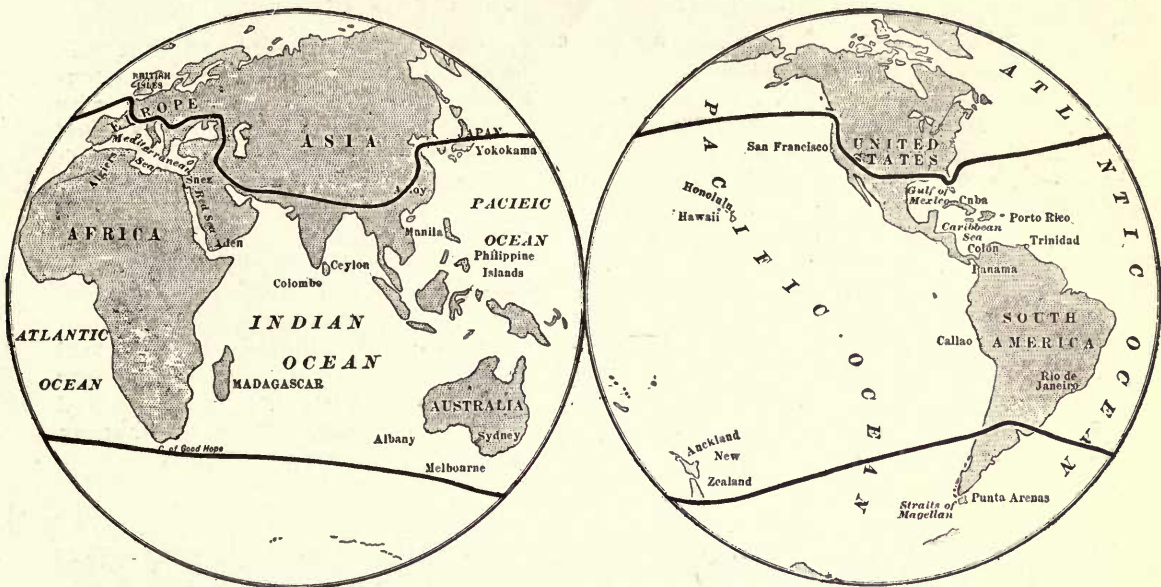 BRITISH
ISLES
EUROPE
ASIA
JAPAN
Yokokama
Mediterranean
Sea
Algiers
Suez
Red Sea
Amoy
PACIEIC
OCEAN
AFRICA
Aden
Manila
Philippine
Islands
Ceylon
Colombo
INDIAN
OCEAN
ATLANTIC
OCEAN
MADAGASCAR
AUSTRALIA
Albany
Sydney
C. of Good Hope
Melbourne
ATLANTIC OCEAN
PACIFIC OCEAN
San Francisco
UNITED
STATES
Honolulu
Hawaii
Gulf of
Mexico
Cuba
Porto Rico
Caribbean
Sea
Colon
Trinidad
Panama
SOUTH
AMERICA
Callao
Rio de
Janeiro
Auckland
New
Zealand
Straits of
Magellan
Punta Arenas